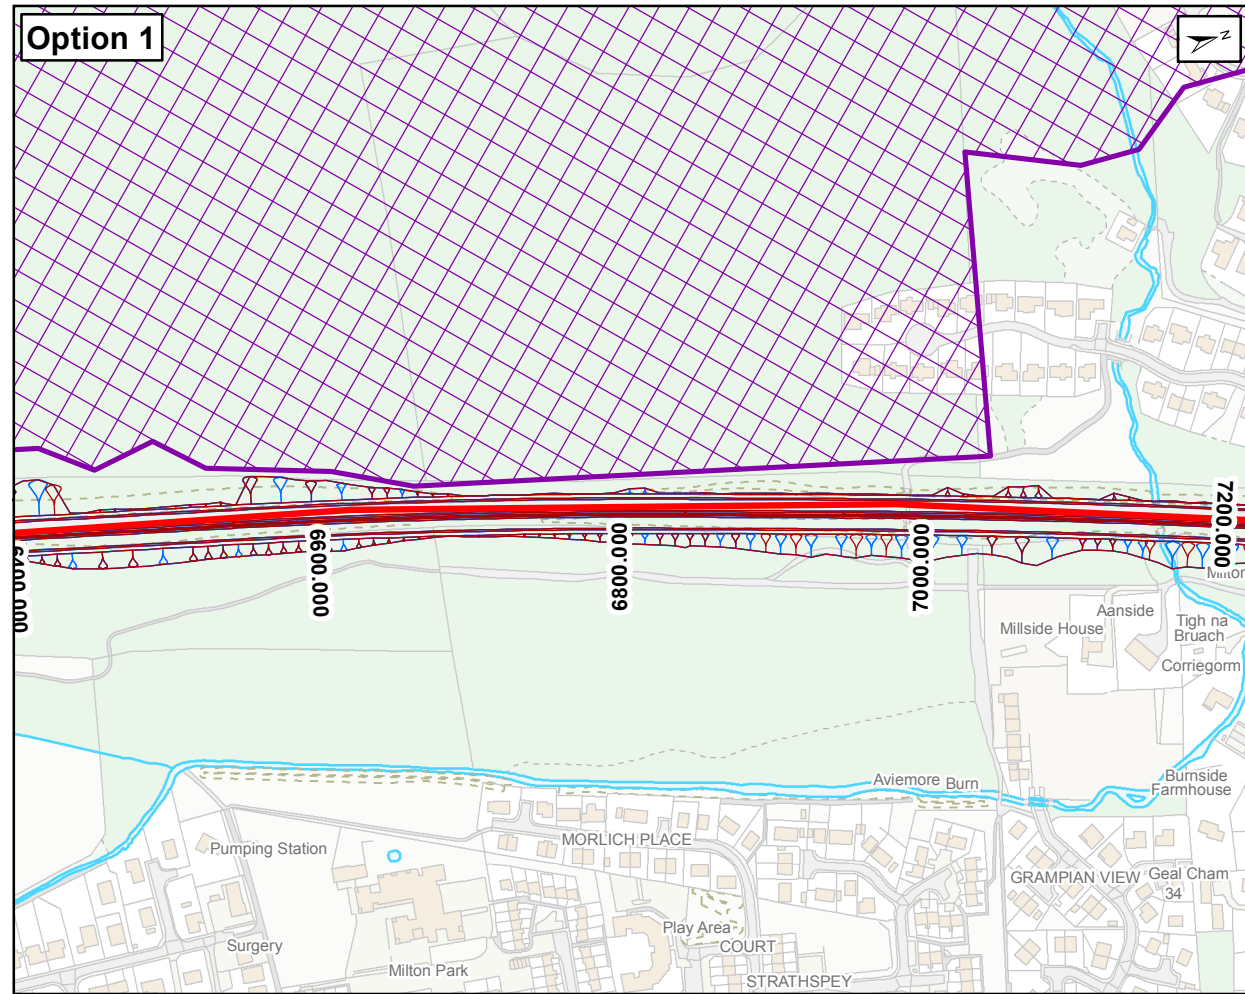 Option 1
N
6400.000
6600.000
6800.000
7000.000
7200.000
Milton
Aanside
Millside House
Tigh na
Bruach
Corriegorm
Aviemore Burn
Burnside
Farmhouse
MORLICH PLACE
Pumping Station
GRAMPIAN VIEW
Geal Cham
34
Play Area
COURT
Surgery
Milton Park
STRATHSPEY